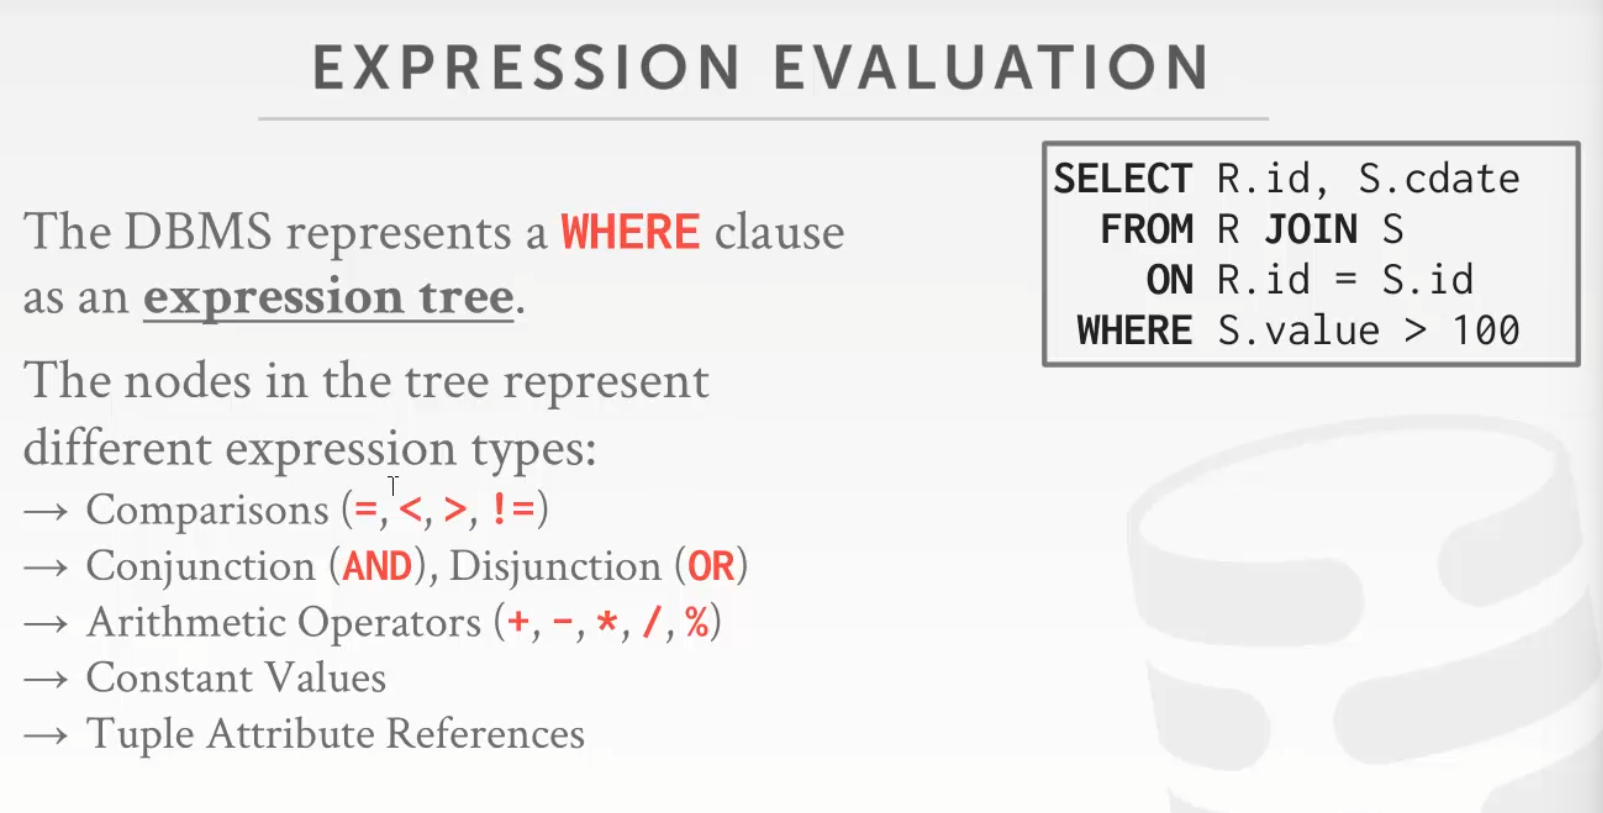 EXPRESSION EVALUATION
The DBMS represents a WHERE clause
as an expression tree.
The nodes in the tree represent
different expression types:
→ Comparisons (=, <, >, !=)
→ Conjunction (AND), Disjunction (OR)
→ Arithmetic Operators (+, -, *, /, %)
→ Constant Values
→ Tuple Attribute References
SELECT R.id, S.cdate
FROM R JOIN S
ON R.id = S.id
WHERE S.value > 100